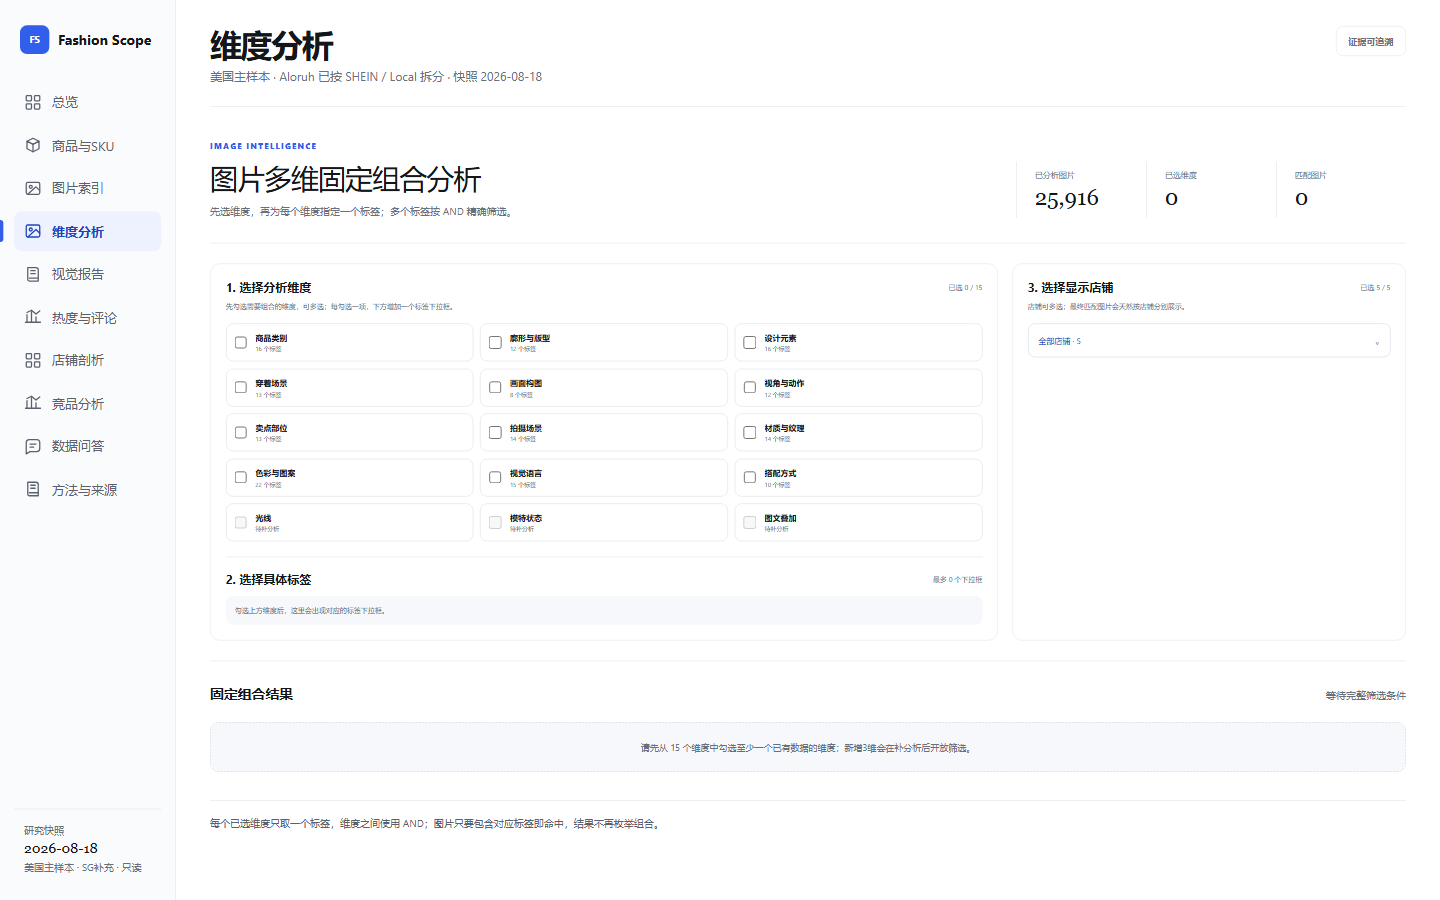 FS Fashion Scope
总览
商品与SKU
图片索引
维度分析
视觉报告
热度与评论
店铺剖析
竞品分析
数据问答
方法与来源
研究快照
2026-08-18
美国主样本 · SG补充 · 只读
维度分析
美国主样本 · Aloruh 已按 SHEIN / Local 拆分 · 快照 2026-08-18
证据可追溯
IMAGE INTELLIGENCE
图片多维固定组合分析
先选维度，再为每个维度指定一个标签；多个标签按 AND 精确筛选。
已分析图片
25,916
已选维度
0
匹配图片
0
1. 选择分析维度
已选 0 / 15
先勾选需要组合的维度，可多选；每勾选一项，下方增加一个标签下拉框。
商品类别
16 个标签
廓形与版型
12 个标签
设计元素
16 个标签
穿着场景
13 个标签
画面构图
8 个标签
视角与动作
12 个标签
卖点部位
13 个标签
拍摄场景
14 个标签
材质与纹理
14 个标签
色彩与图案
22 个标签
视觉语言
15 个标签
搭配方式
10 个标签
光线
待补分析
模特状态
待补分析
图文叠加
待补分析
2. 选择具体标签
最多 0 个下拉框
勾选上方维度后，这里会出现对应的标签下拉框。
3. 选择显示店铺
已选 5 / 5
店铺可多选；最终匹配图片会天然按店铺分别展示。
全部店铺 · 5
固定组合结果
等待完整筛选条件
请先从 15 个维度中勾选至少一个已有数据的维度；新增3维会在补分析后开放筛选。
每个已选维度只取一个标签，维度之间使用 AND；图片只要包含对应标签即命中，结果不再枚举组合。